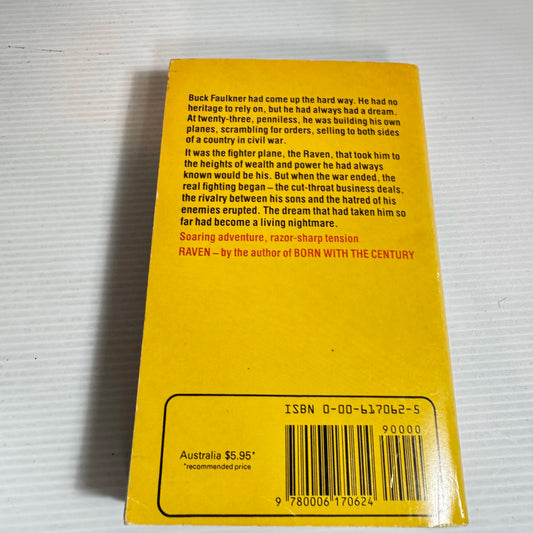 Buck Faulkner had come up the hard way. He had no
heritage to rely on, but he had always had a dream.
At twenty-three, penniless, he was building his own
planes, scrambling for orders, selling to both sides
of a country in civil war.
It was the fighter plane, the Raven, that took him to
the heights of wealth and power he had always
known would be his. But when the war ended, the
real fighting began – the cut-throat business deals,
the rivalry between his sons and the hatred of his
enemies erupted. The dream that had taken him so
far had become a living nightmare.
Soaring adventure, razor-sharp tension
RAVEN – by the author of BORN WITH THE CENTURY
ISBN 0-00-617062-5
90000
Australia $5.95*
*recommended price
9 780006 170624